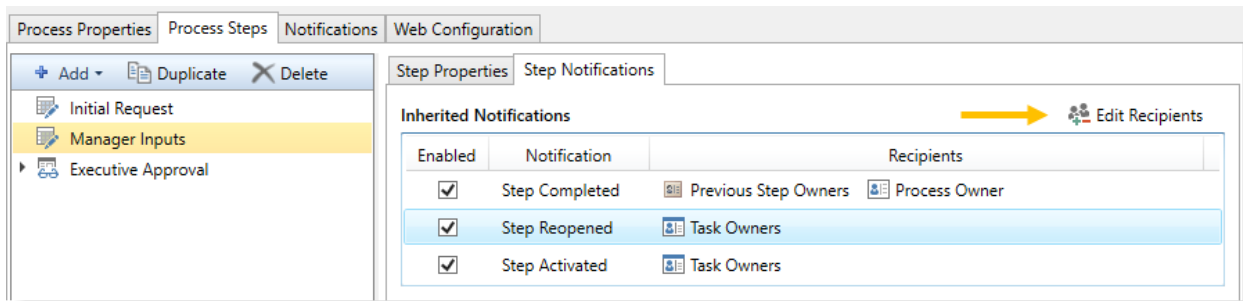 Process Properties Process Steps Notifications Web Configuration
Add Duplicate Delete
Initial Request
Manager Inputs
Executive Approval
Step Properties Step Notifications
Inherited Notifications Edit Recipients
Enabled Notification Recipients
Step Completed Previous Step Owners Process Owner
Step Reopened Task Owners
Step Activated Task Owners